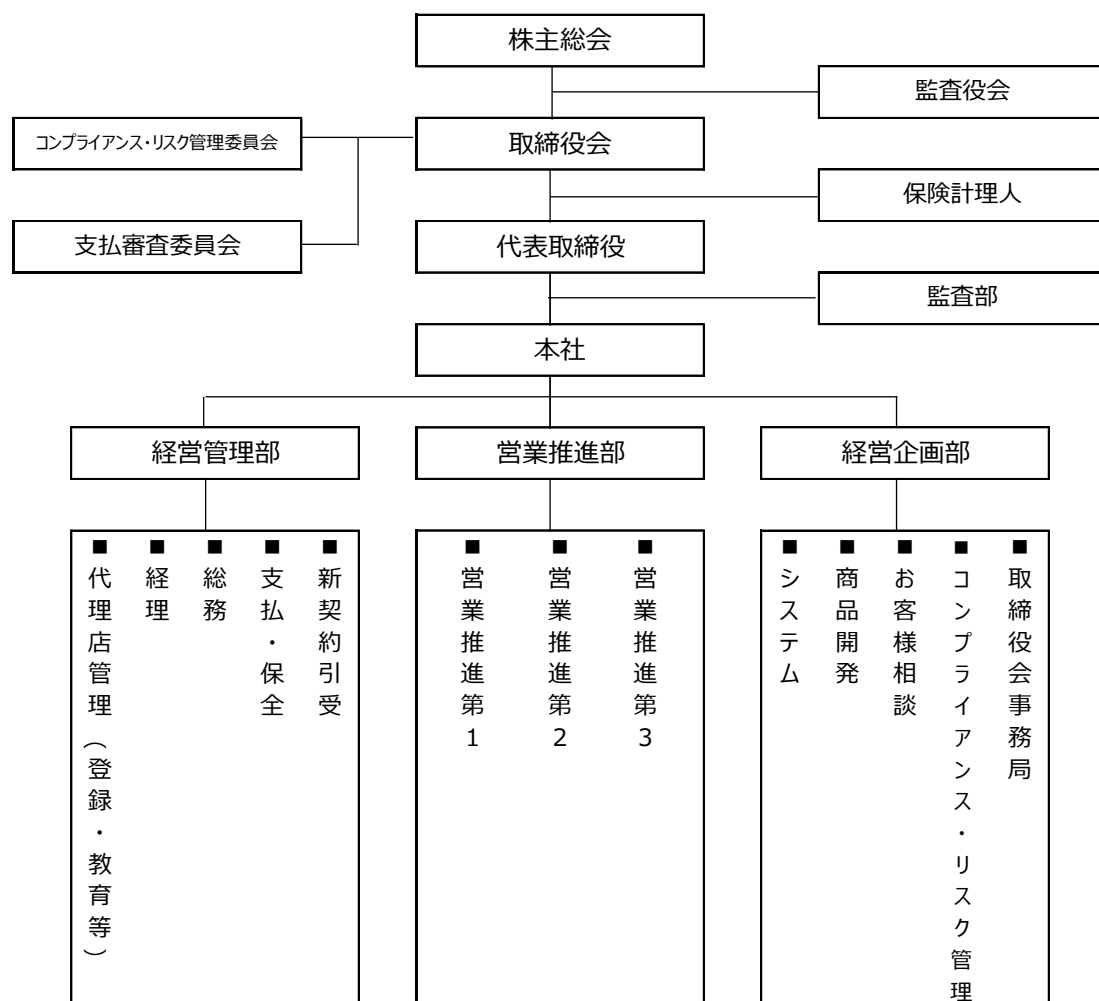 株主総会
監査役会
コンプライアンス・リスク管理委員会
取締役会
保険計理人
支払審査委員会
代表取締役
監査部
本社
経営管理部
営業推進部
経営企画部
■新契約引受
■支払・保全
■総務
■経理
■代理店管理（登録・教育等）
■営業推進第3
■営業推進第2
■営業推進第1
■取締役会事務局
■コンプライアンス・リスク管理
■お客様相談
■商品開発
■システム